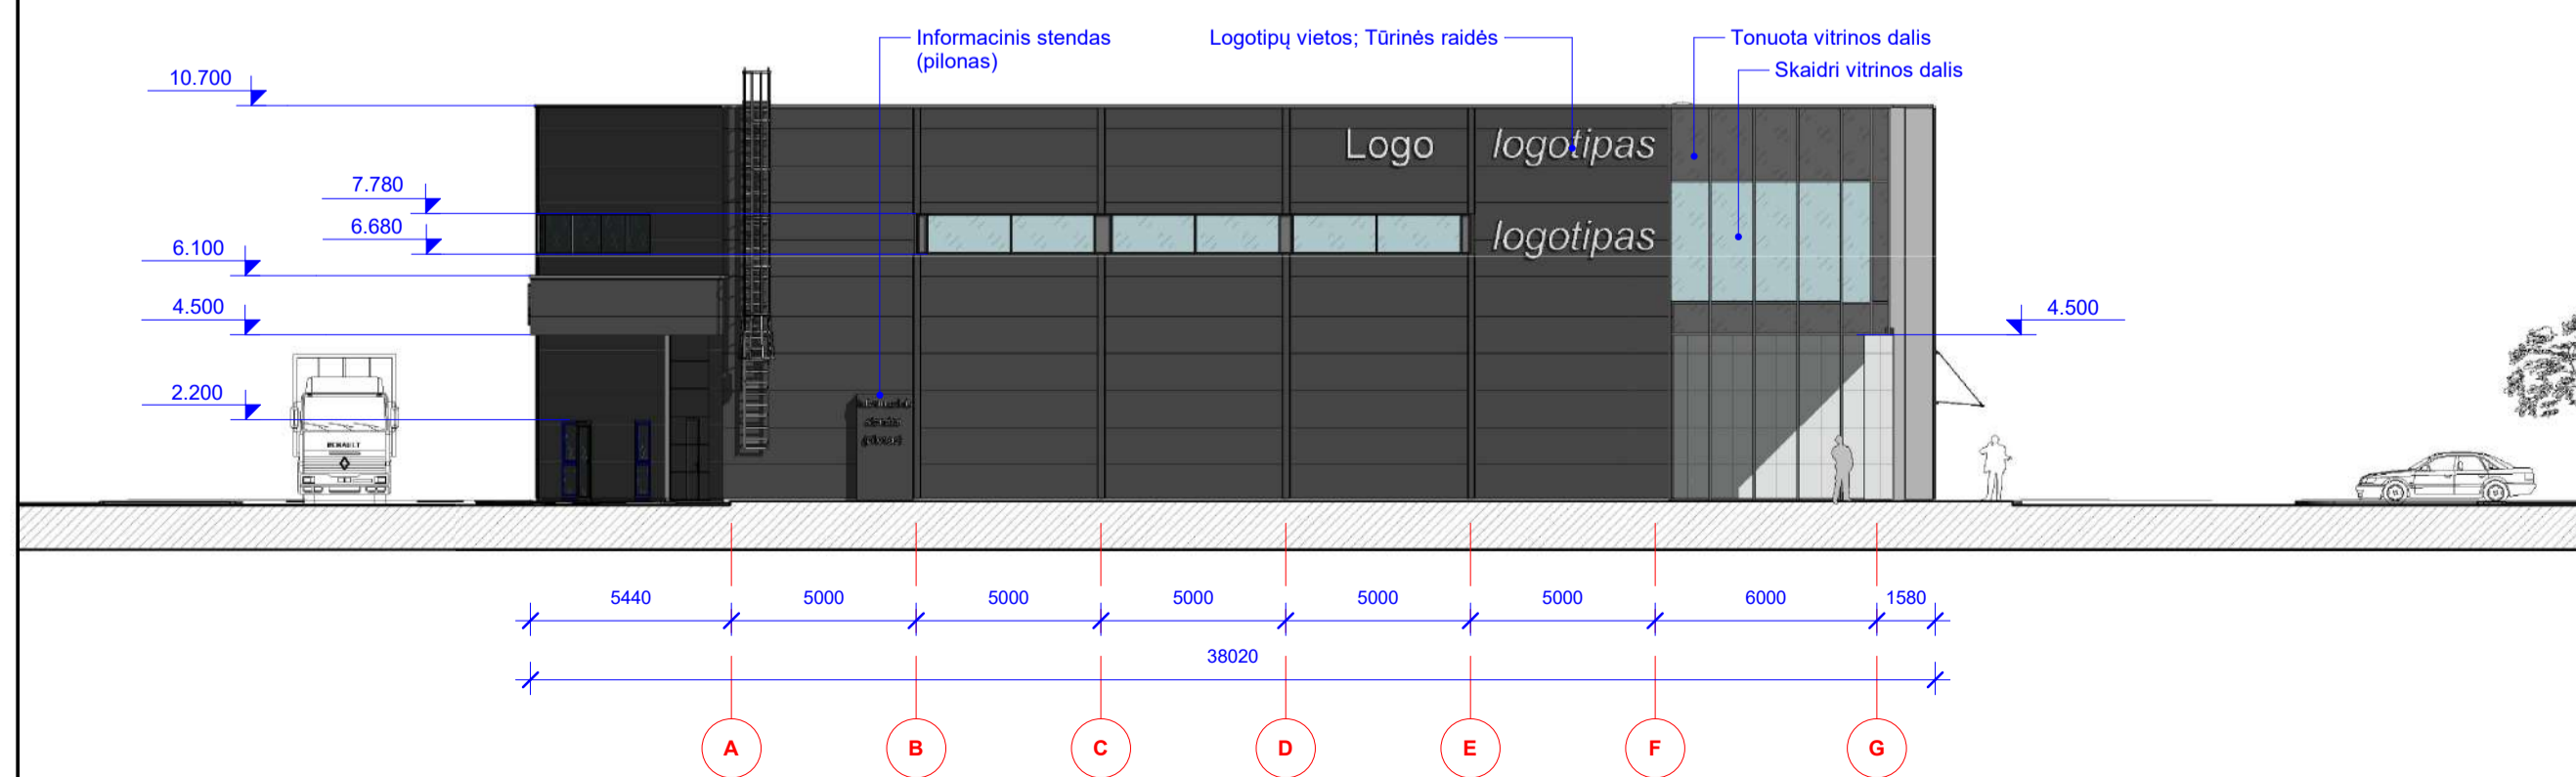 Informacinis stendas
(pilonas)
Logotipų vietos; Tūrinės raidės
Tonuota vitrinos dalis
Skaidri vitrinos dalis
10.700
7.780
6.680
6.100
4.500
2.200
4.500
Logo
logotipas
logotipas
RENAULT
5440
5000
5000
5000
5000
5000
6000
1580
38020
A
B
C
D
E
F
G